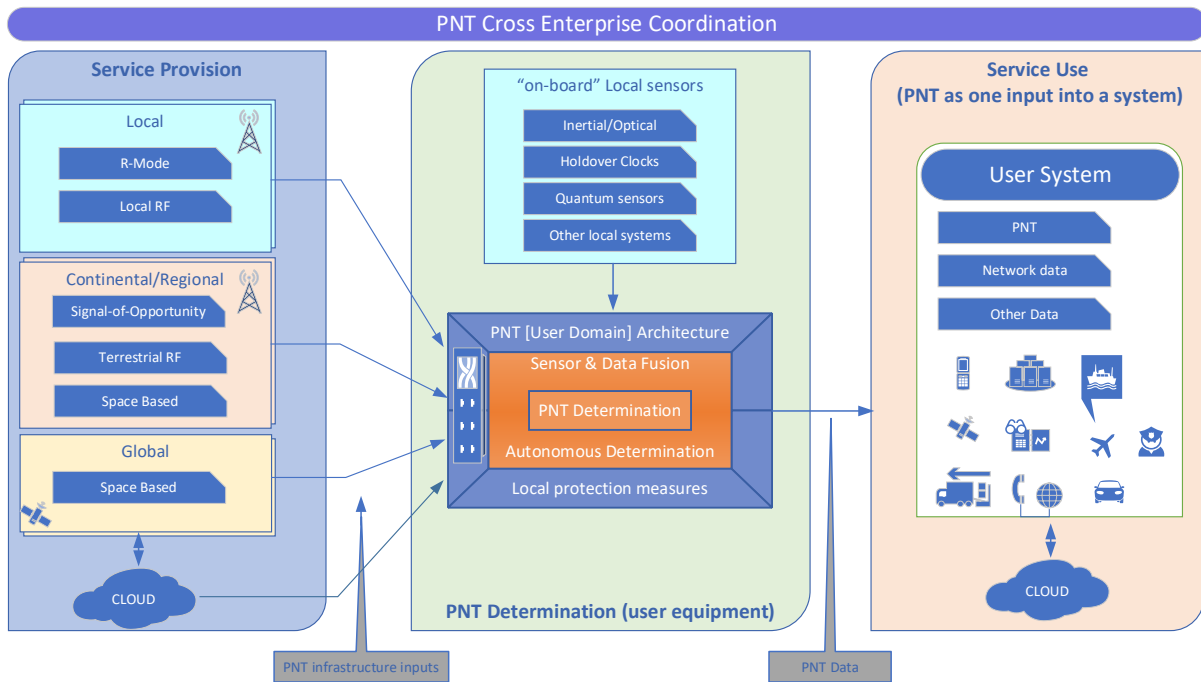 PNT Cross Enterprise Coordination
Service Provision
Local
R-Mode
Local RF
Continental/Regional
Signal-of-Opportunity
Terrestrial RF
Space Based
Global
Space Based
CLOUD
PNT infrastructure inputs
“on-board” Local sensors
Inertial/Optical
Holdover Clocks
Quantum sensors
Other local systems
PNT [User Domain] Architecture
Sensor & Data Fusion
PNT Determination
Autonomous Determination
Local protection measures
PNT Determination (user equipment)
PNT Data
Service Use
(PNT as one input into a system)
User System
PNT
Network data
Other Data
CLOUD